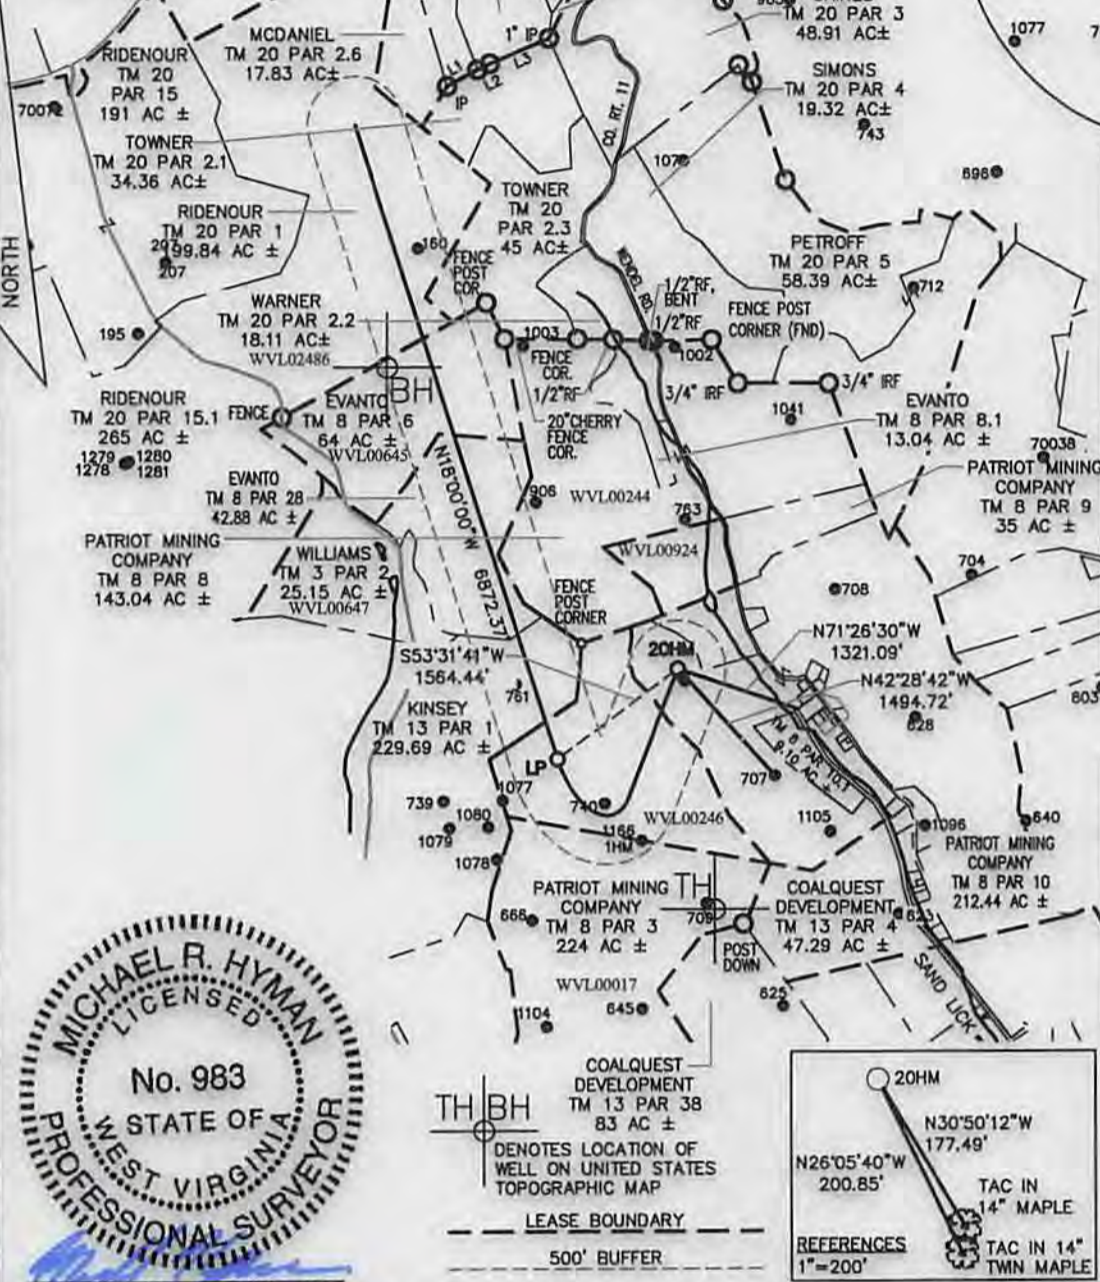 TM 20 PAR 3
48.91 AC±
1077
RIDENOUR
TM 20
PAR 15
191 AC ±
MCDANIEL
TM 20 PAR 2.6
17.83 AC±
1" IP
L1
L2
L3
IP
CO. RT. 11
SIMONS
TM 20 PAR 4
19.32 AC±
743
TOWNER
TM 20 PAR 2.1
34.36 AC±
698
RIDENOUR
TM 20 PAR 1
99.84 AC ±
207
207
TOWNER
TM 20
PAR 2.3
45 AC±
160
FENCE
POST
COR.
PETROFF
TM 20 PAR 5
58.39 AC±
712
NORTH
WENDEL RD
1/2"RF,
BENT
1/2"RF
FENCE POST
CORNER (FND)
WARNER
TM 20 PAR 2.2
18.11 AC±
WVL02486
195
1003
1002
FENCE
COR.
1/2"RF
3/4" IRF
3/4" IRF
BH
RIDENOUR
TM 20 PAR 15.1
265 AC ±
1279
1280
1278
1281
FENCE
EVANTO
TM 8 PAR 6
64 AC ±
WVL00645
20"CHERRY
FENCE
COR.
1041
EVANTO
TM 8 PAR 8.1
13.04 AC ±
70038
EVANTO
TM 8 PAR 28
42.88 AC ±
N18°00'00"W
6872.37'
906
WVL00244
763
PATRIOT MINING
COMPANY
TM 8 PAR 9
35 AC ±
PATRIOT MINING
COMPANY
TM 8 PAR 8
143.04 AC ±
WILLIAMS
TM 3 PAR 2
25.15 AC ±
WVL00647
WVL00924
704
708
FENCE
POST
CORNER
S53°31'41"W
1564.44'
20HM
N71°26'30"W
1321.09'
N42°28'42"W
1494.72'
628
803
761
KINSEY
TM 13 PAR 1
229.69 AC ±
LP
TM 8 PAR 10.1
9.10 AC ±
707
739
1077
1080
1079
1078
740
WVL00246
1166
1HM
1105
1096
640
PATRIOT MINING
COMPANY
TM 8 PAR 10
212.44 AC ±
668
PATRIOT MINING
COMPANY
TM 8 PAR 3
224 AC ±
TH
709
POST
DOWN
COALQUEST
DEVELOPMENT
TM 13 PAR 4
47.29 AC ±
SAND LICK
WVL00017
645
625
1104
MICHAEL R. HYMAN
LICENSED
No. 983
STATE OF
WEST VIRGINIA
PROFESSIONAL SURVEYOR
COALQUEST
DEVELOPMENT
TM 13 PAR 38
83 AC ±
TH BH
DENOTES LOCATION OF
WELL ON UNITED STATES
TOPOGRAPHIC MAP
LEASE BOUNDARY
500' BUFFER
20HM
N30°50'12"W
177.49'
N26°05'40"W
200.85'
TAC IN
14" MAPLE
REFERENCES
1"=200'
TAC IN 14"
TWIN MAPLE